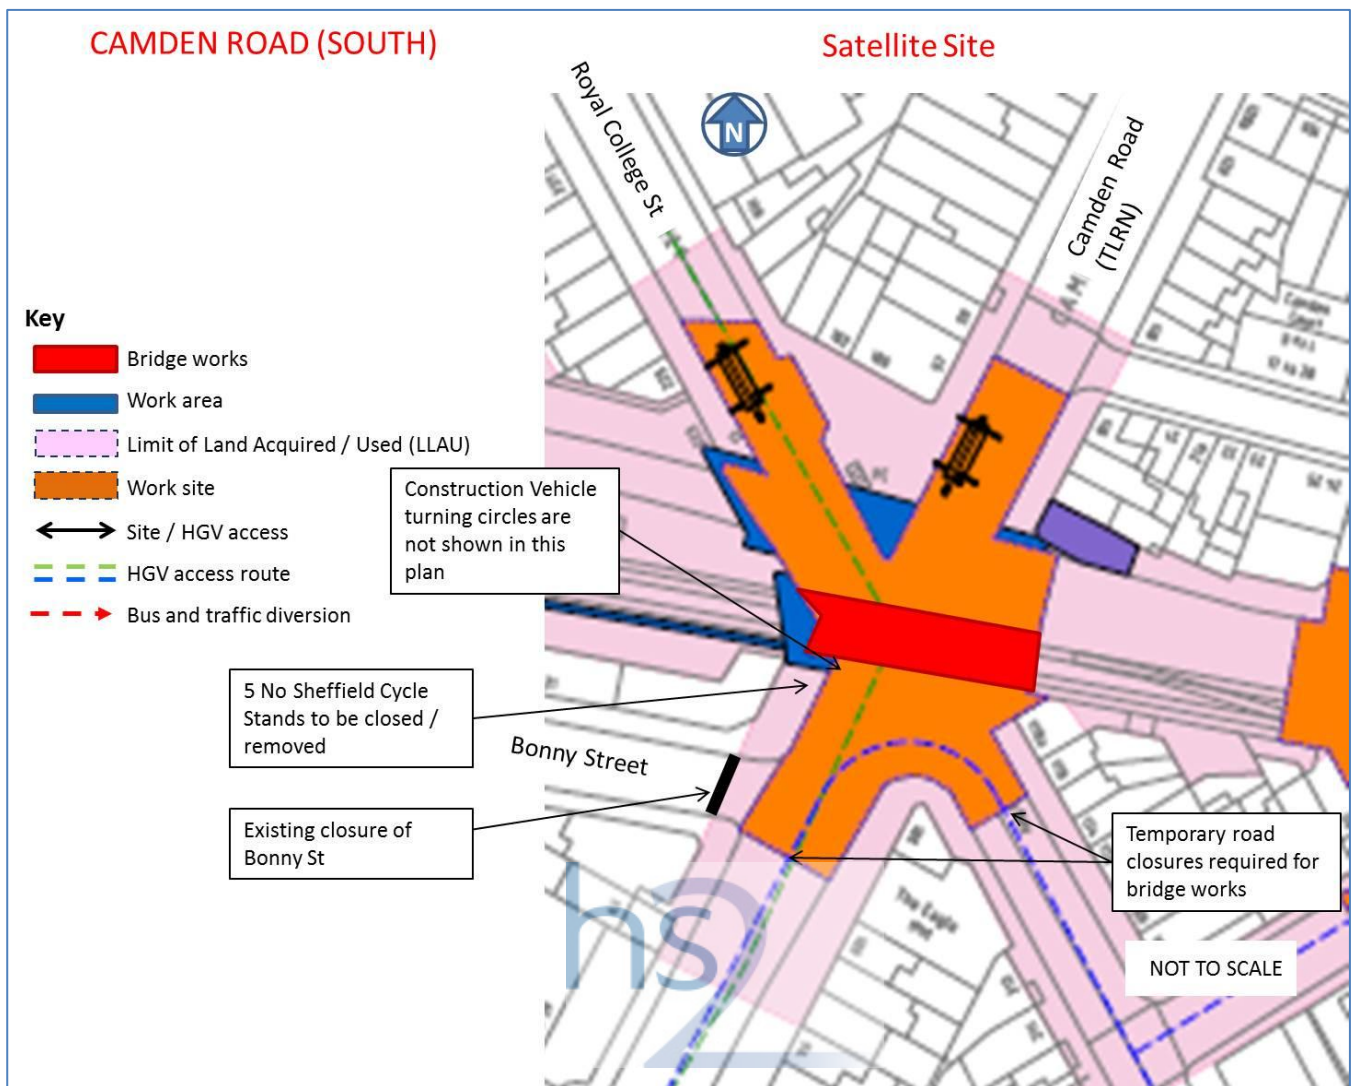 CAMDEN ROAD (SOUTH)
Satellite Site
Royal College St
N
Camden Road
(TLRN)
Key
Bridge works
Work area
Limit of Land Acquired / Used (LLAU)
Work site
Site / HGV access
HGV access route
Bus and traffic diversion
Construction Vehicle
turning circles are
not shown in this
plan
5 No Sheffield Cycle
Stands to be closed /
removed
Bonny Street
Existing closure of
Bonny St
Temporary road
closures required for
bridge works
The Eagle
NOT TO SCALE
hs2